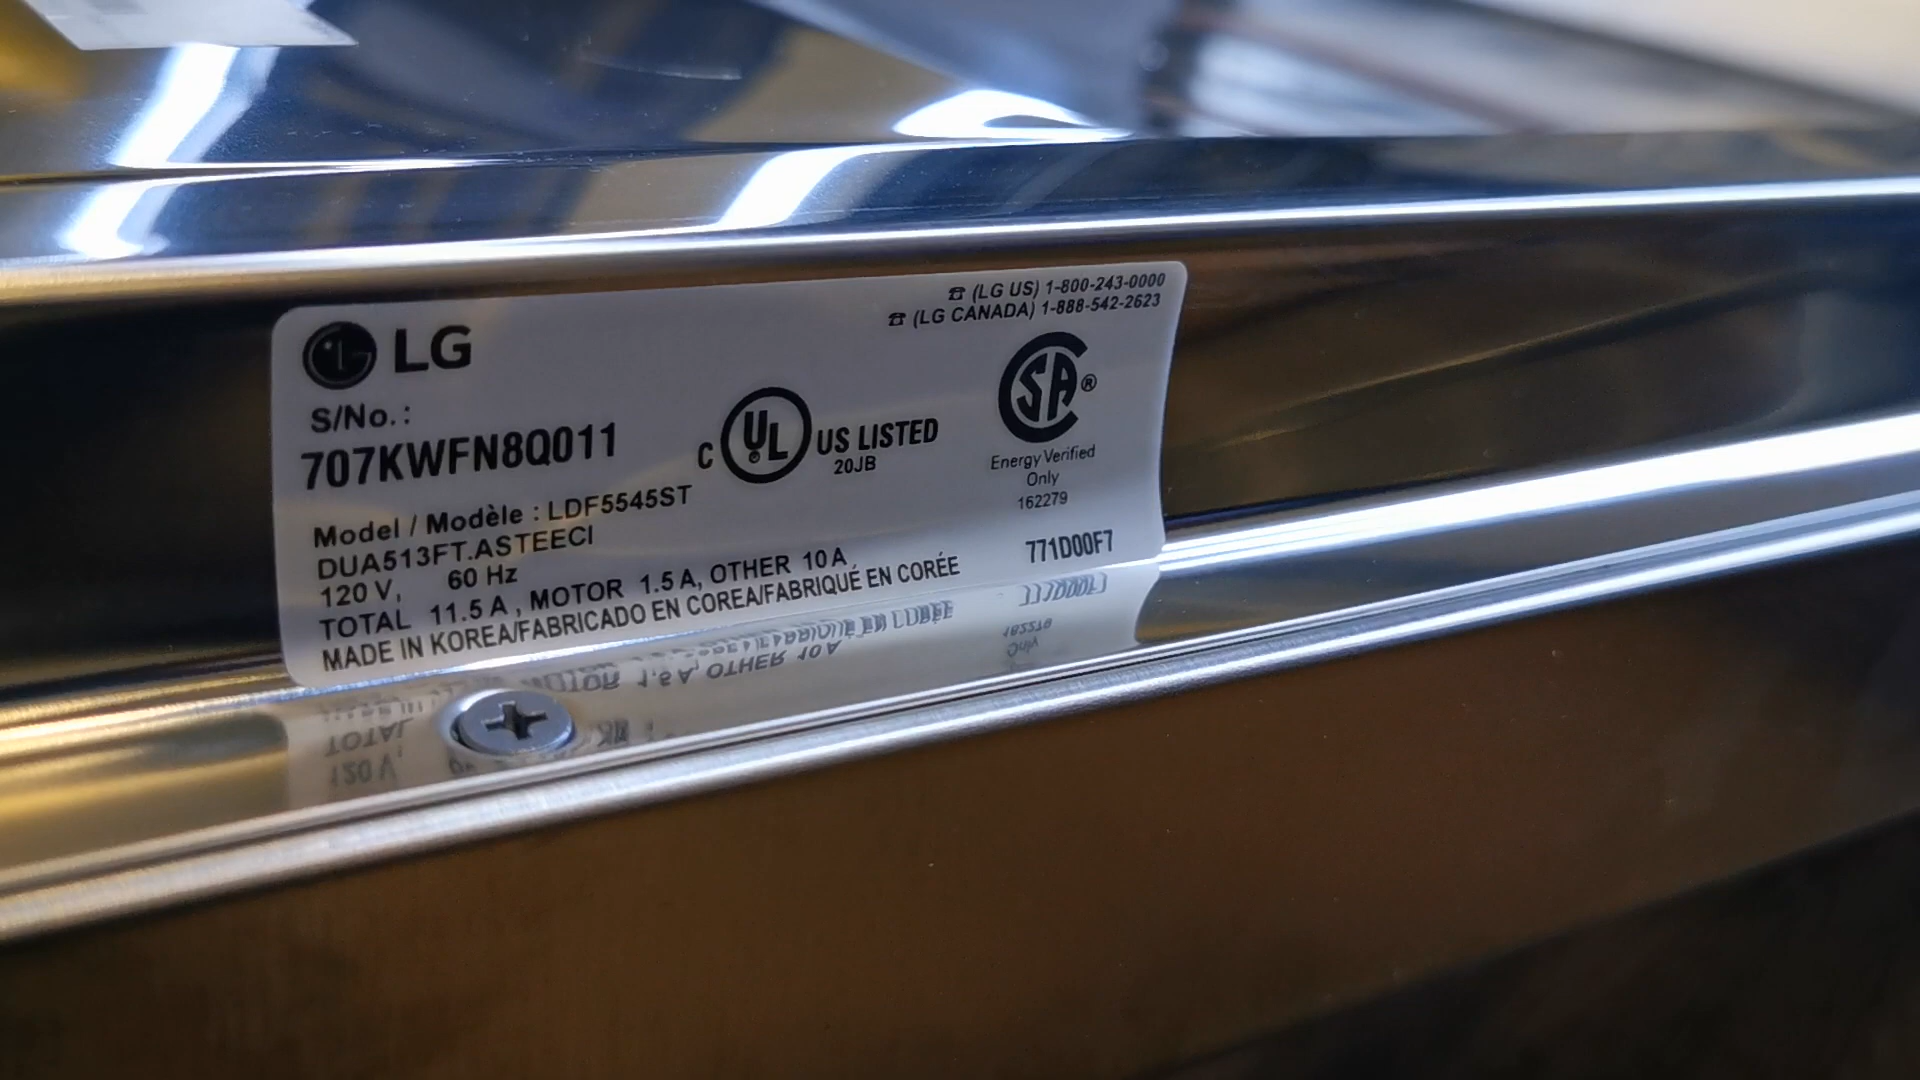 ☎ (LG US) 1-800-243-0000
☎ (LG CANADA) 1-888-542-2623
LG
S/No.:
707KWFN8Q011
C UL US LISTED
20JB
SA®
Energy Verified
Only
162279
Model / Modèle : LDF5545ST
DUA513FT.ASTEECI
120 V, 60 Hz
TOTAL 11.5 A, MOTOR 1.5 A, OTHER 10 A
MADE IN KOREA/FABRICADO EN COREA/FABRIQUÉ EN CORÉE
771D00F7